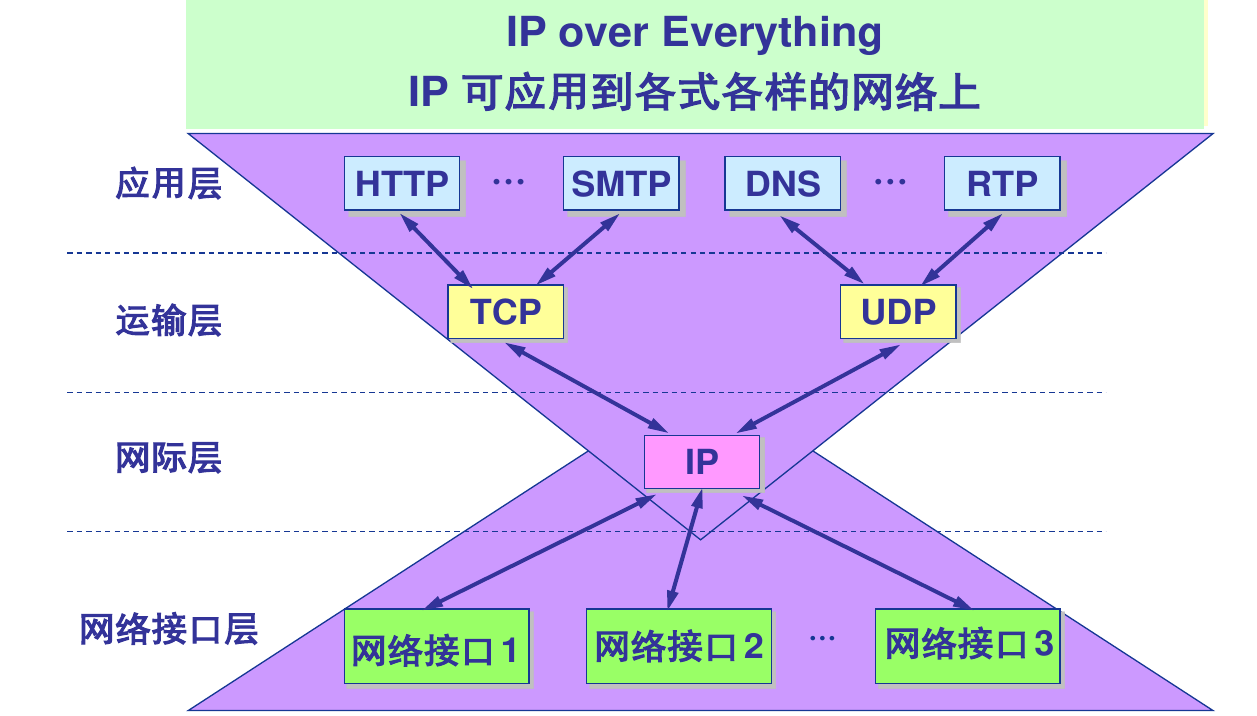 IP over Everything
IP 可应用到各式各样的网络上
应用层 HTTP … SMTP DNS … RTP
运输层 TCP UDP
网际层 IP
网络接口层 网络接口 1 网络接口 2 … 网络接口 3